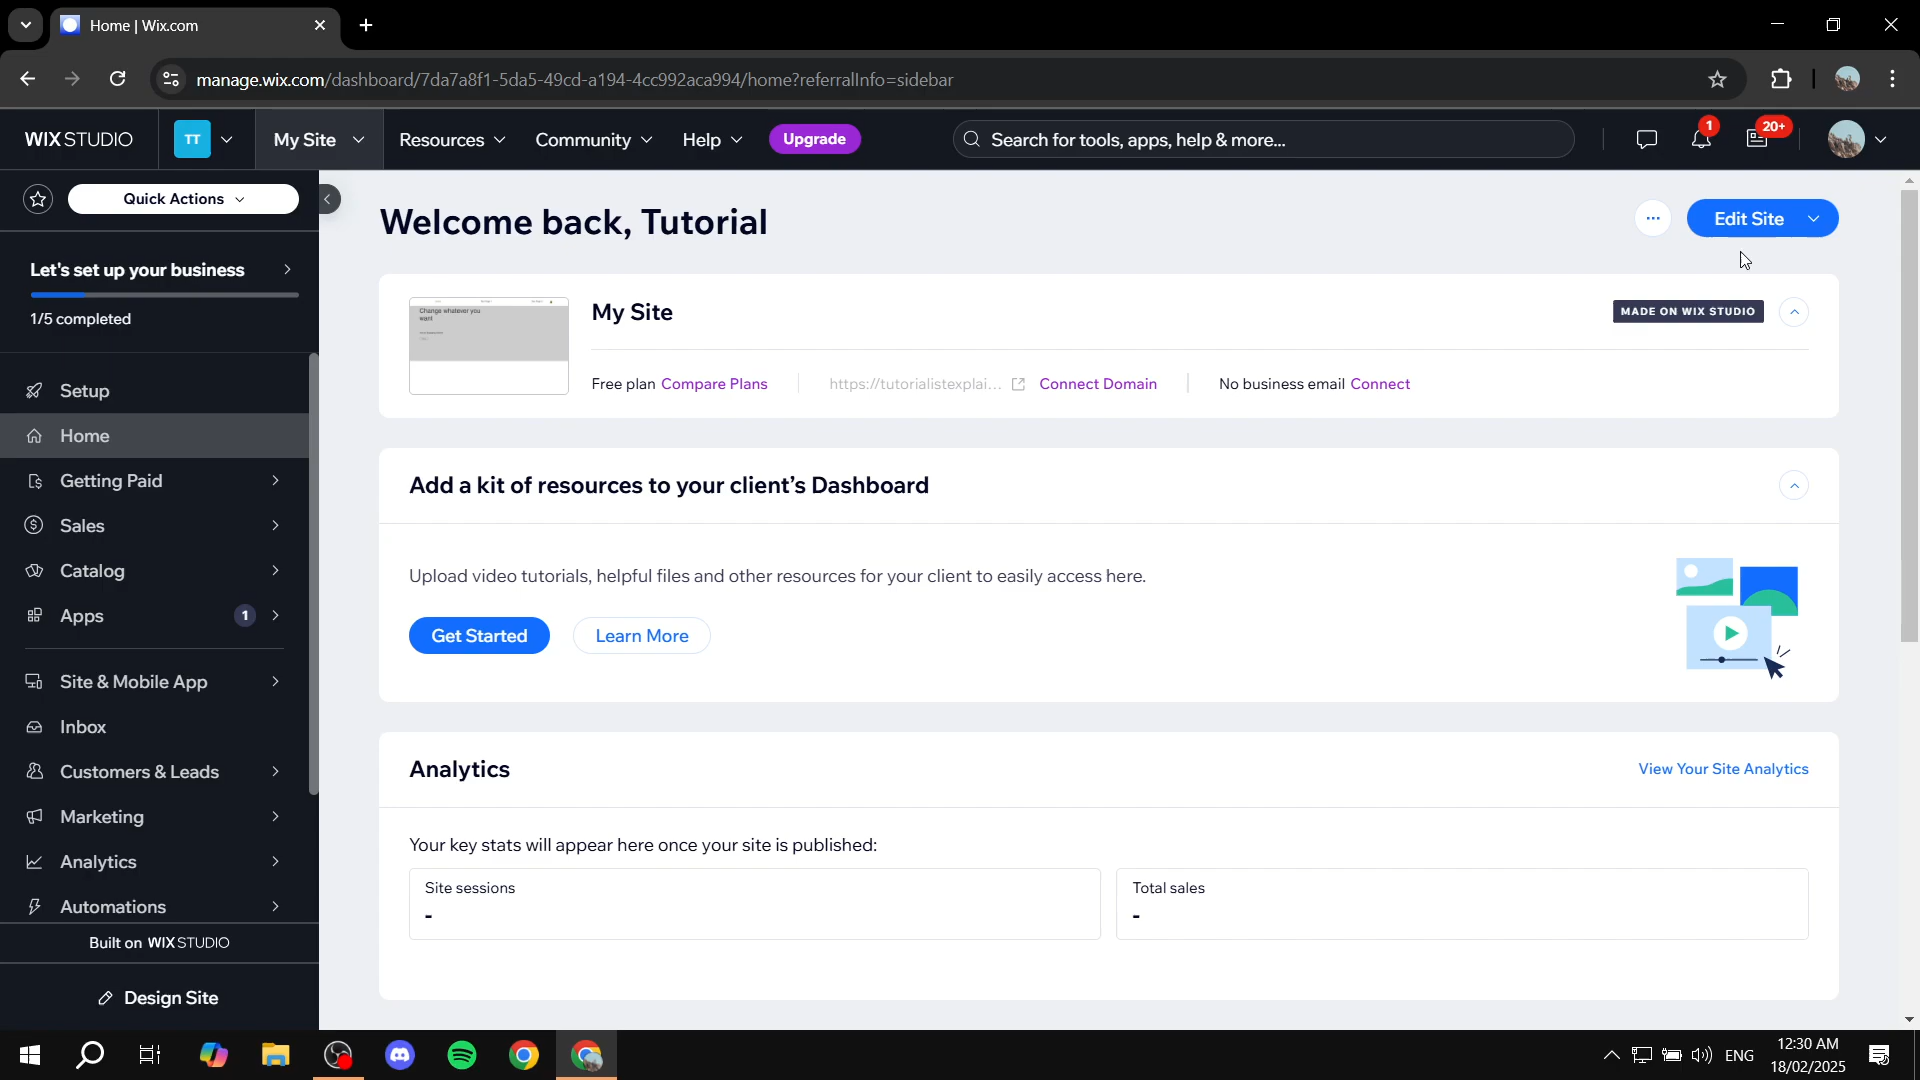 Home | Wix.com
manage.wix.com/dashboard/7da7a8f1-5da5-49cd-a194-4cc992aca994/home?referralInfo=sidebar
WIX STUDIO
TT
My Site
Resources
Community
Help
Upgrade
Search for tools, apps, help & more...
1
20+
Quick Actions
Let's set up your business
1/5 completed
Setup
Home
Getting Paid
Sales
Catalog
Apps
1
Site & Mobile App
Inbox
Customers & Leads
Marketing
Analytics
Automations
Built on WIX STUDIO
Design Site
Welcome back, Tutorial
Edit Site
Change whatever you
want
My Site
MADE ON WIX STUDIO
Free plan Compare Plans
https://tutorialistexplai...
Connect Domain
No business email Connect
Add a kit of resources to your client's Dashboard
Upload video tutorials, helpful files and other resources for your client to easily access here.
Get Started
Learn More
Analytics
View Your Site Analytics
Your key stats will appear here once your site is published:
Site sessions
-
Total sales
-
ENG
12:30 AM
18/02/2025